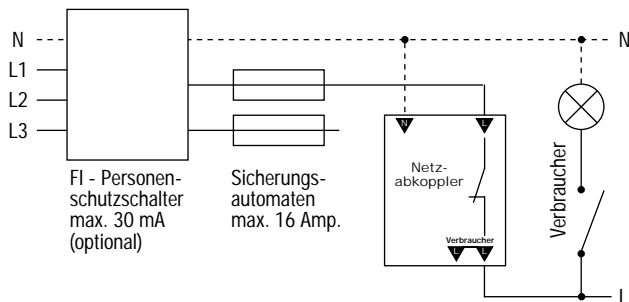 N
N
L1
L2
L3
FI - Personen-
schutzschalter
max. 30 mA
(optional)
Sicherungs-
automaten
max. 16 Amp.
N
L
Netz-
abkoppler
Verbraucher
L
L
Verbraucher
L